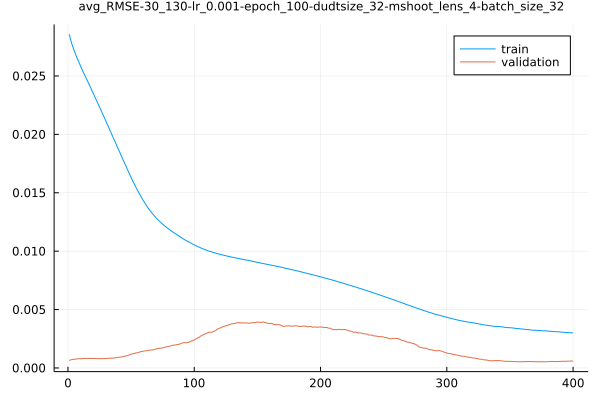 avg_RMSE-30_130-lr_0.001-epoch_100-dudtsize_32-mshoot_lens_4-batch_size_32
train
validation
0.025
0.020
0.015
0.010
0.005
0.000
0 100 200 300 400